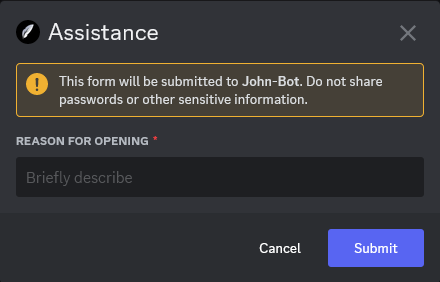 Assistance
This form will be submitted to John-Bot. Do not share
passwords or other sensitive information.
REASON FOR OPENING *
Briefly describe
Cancel Submit